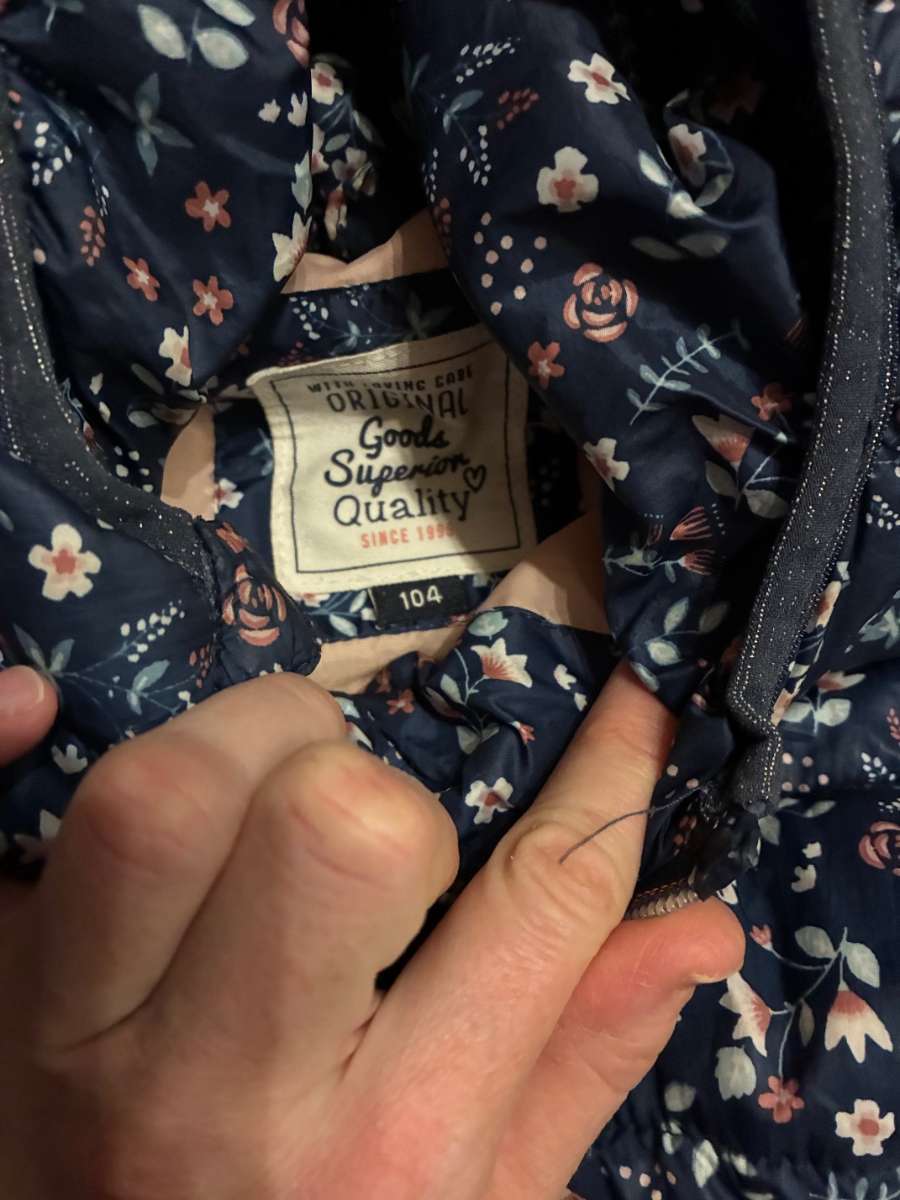 WITH LOVING CARE
ORIGINAL
Goods
Superior
Quality
SINCE
104